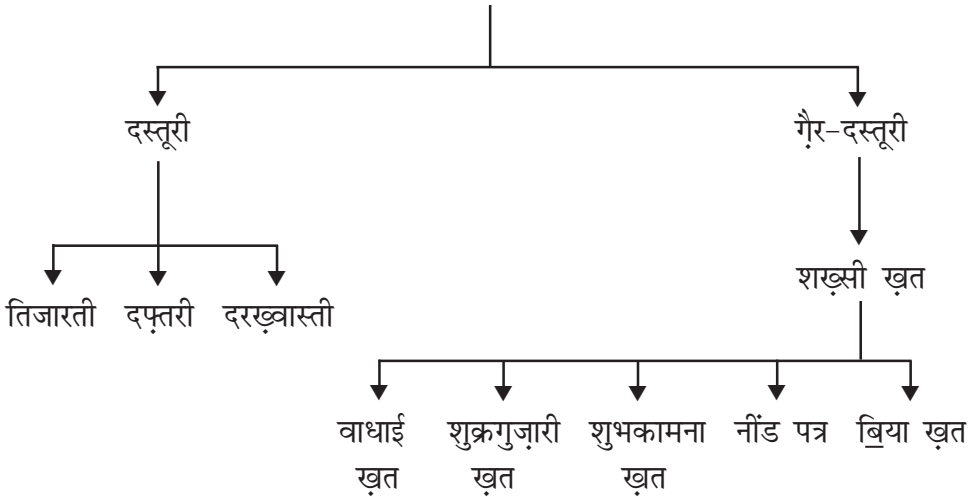 दस्तूरी
ग़ैर-दस्तूरी
शख़्सी ख़त
तिजारती
दफ़्तरी
दरख़्वास्ती
वाधाई ख़त
शुक्रगुज़ारी ख़त
शुभकामना ख़त
नींड पत्र
ॿिया ख़त